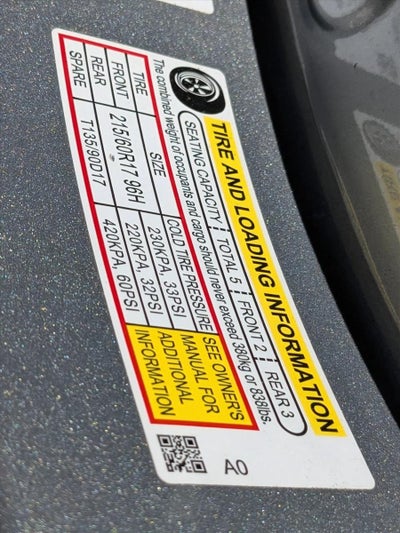 TIRE AND LOADING INFORMATION
SEATING CAPACITY TOTAL 5 FRONT 2 REAR 3
The combined weight of occupants and cargo should never exceed 380kg or 838lbs.
TIRE SIZE COLD TIRE PRESSURE SEE OWNER'S
FRONT 215/60R17 96H 230KPA, 33PSI MANUAL FOR
REAR 220KPA, 32PSI ADDITIONAL
SPARE T135/90D17 420KPA, 60PSI INFORMATION
A0